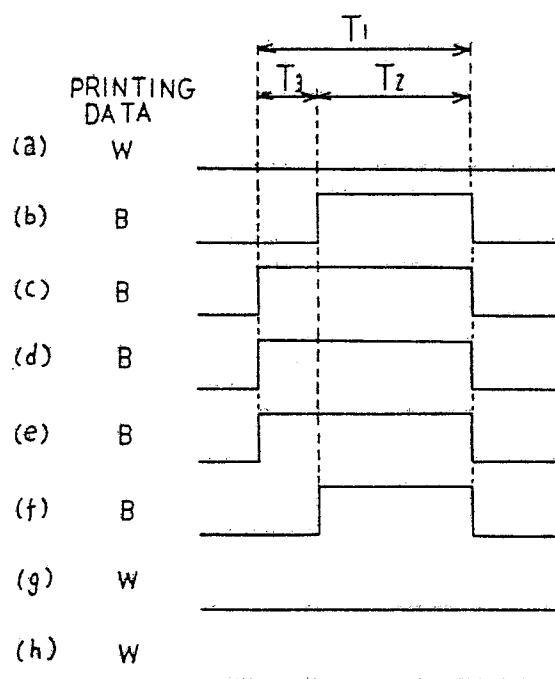 T1
T3 T2
PRINTING
DATA
(a) W
(b) B
(c) B
(d) B
(e) B
(f) B
(g) W
(h) W